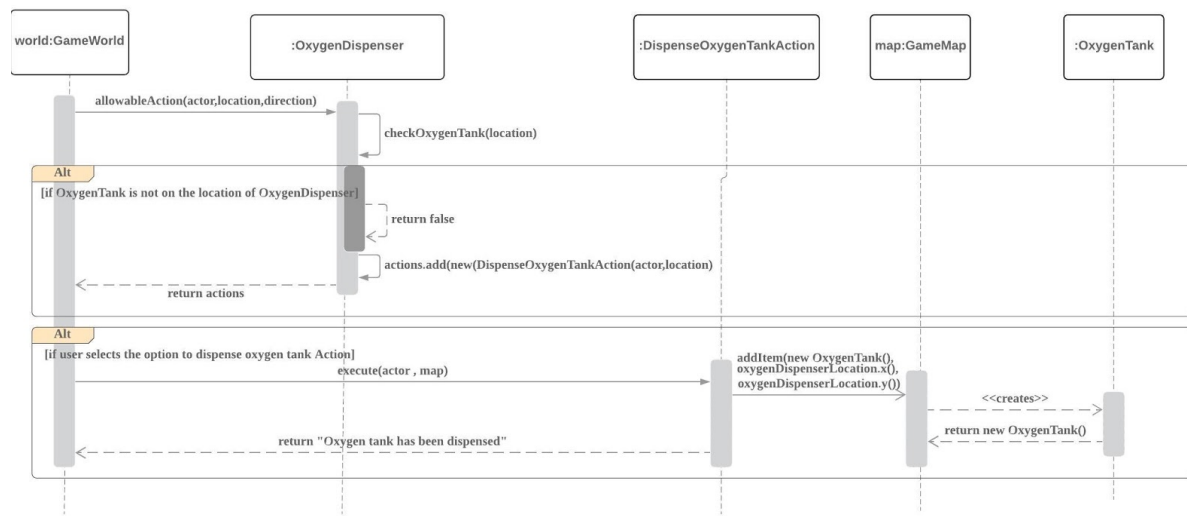 world:GameWorld
:OxygenDispenser
:DispenseOxygenTankAction
map:GameMap
:OxygenTank
allowableAction(actor,location,direction)
checkOxygenTank(location)
Alt
[if OxygenTank is not on the location of OxygenDispenser]
return false
actions.add(new(DispenseOxygenTankAction(actor,location)
return actions
Alt
[if user selects the option to dispense oxygen tank Action]
execute(actor , map)
addItem(new OxygenTank(),
oxygenDispenserLocation.x(),
oxygenDispenserLocation.y())
<<creates>>
return new OxygenTank()
return "Oxygen tank has been dispensed"